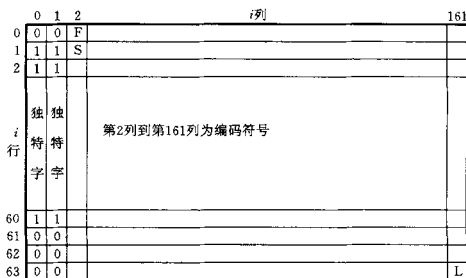 0 1 2 i列 161
0 0 0 F
1 1 1 S
2 1 1
独 独
第2列到第161列为编码符号
i 特 特
行
字 字
60 1 1
61 0 0
62 0 0
63 0 0 L